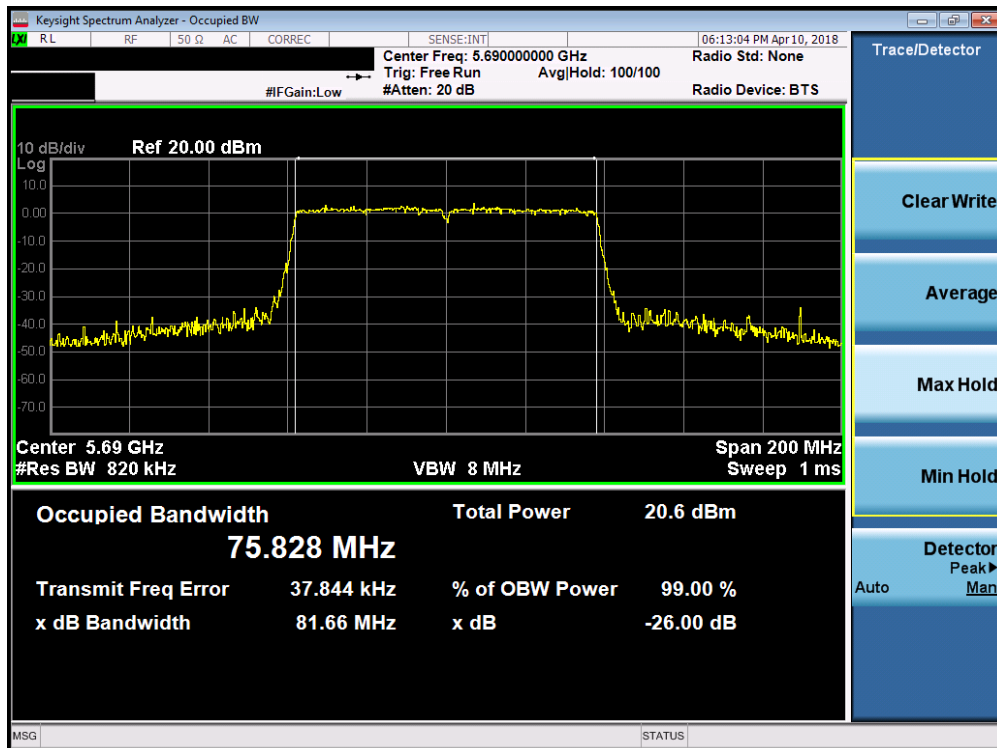 Keysight Spectrum Analyzer - Occupied BW
LXI RL RF 50 Ω AC CORREC SENSE:INT 06:13:04 PM Apr 10, 2018
Center Freq: 5.690000000 GHz Radio Std: None
Trig: Free Run Avg|Hold: 100/100
#IFGain:Low #Atten: 20 dB Radio Device: BTS
Trace/Detector
10 dB/div Ref 20.00 dBm
Log
10.0
0.00
-10.0
-20.0
-30.0
-40.0
-50.0
-60.0
-70.0
Center 5.69 GHz Span 200 MHz
#Res BW 820 kHz VBW 8 MHz Sweep 1 ms
Occupied Bandwidth Total Power 20.6 dBm
75.828 MHz
Transmit Freq Error 37.844 kHz % of OBW Power 99.00 %
x dB Bandwidth 81.66 MHz x dB -26.00 dB
Clear Write
Average
Max Hold
Min Hold
Detector
Peak▶
Auto Man
MSG STATUS